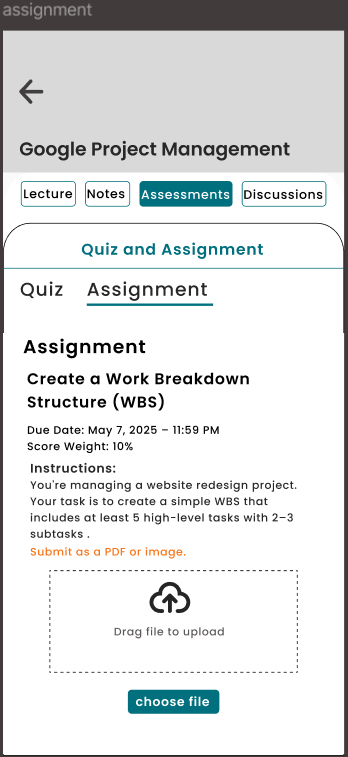 assignment
Google Project Management
Lecture
Notes
Assessments
Discussions
Quiz and Assignment
Quiz
Assignment
Assignment
Create a Work Breakdown
Structure (WBS)
Due Date: May 7, 2025 – 11:59 PM
Score Weight: 10%
Instructions:
You're managing a website redesign project.
Your task is to create a simple WBS that
includes at least 5 high-level tasks with 2–3
subtasks .
Submit as a PDF or image.
Drag file to upload
choose file